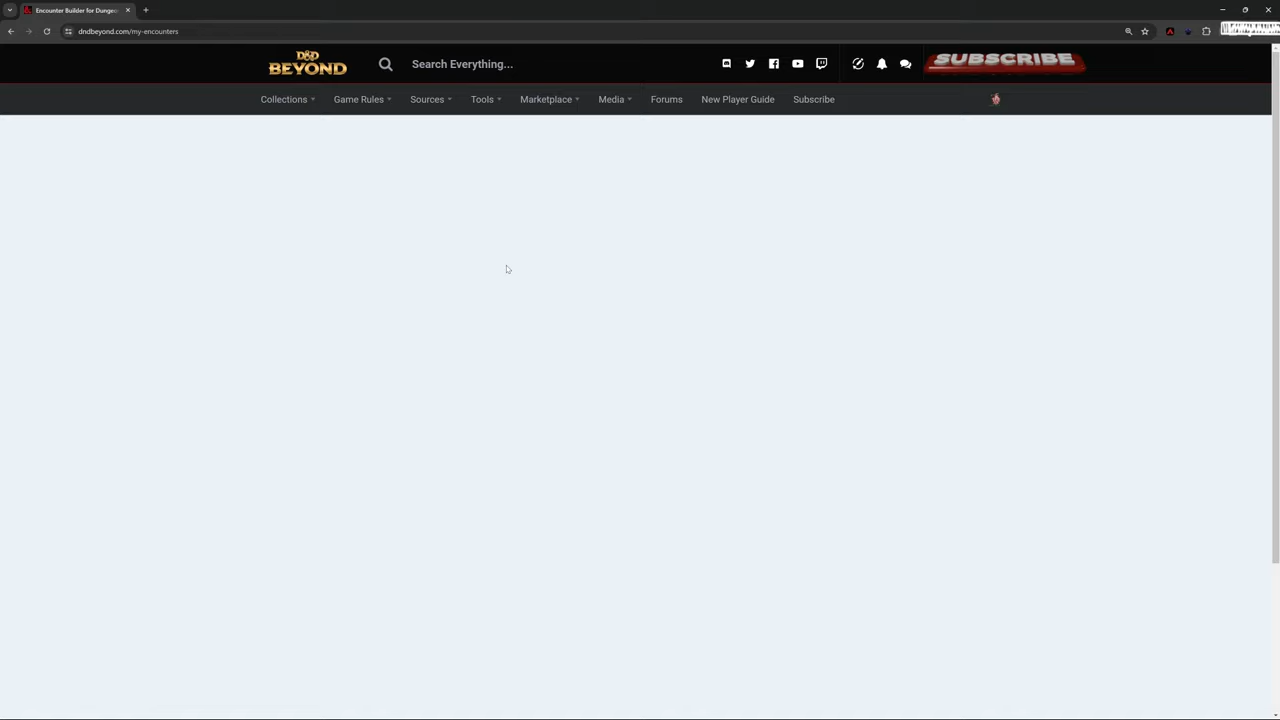 Encounter Builder for Dungeo
dndbeyond.com/my-encounters
D&D
BEYOND
Search Everything...
SUBSCRIBE
Collections
Game Rules
Sources
Tools
Marketplace
Media
Forums
New Player Guide
Subscribe